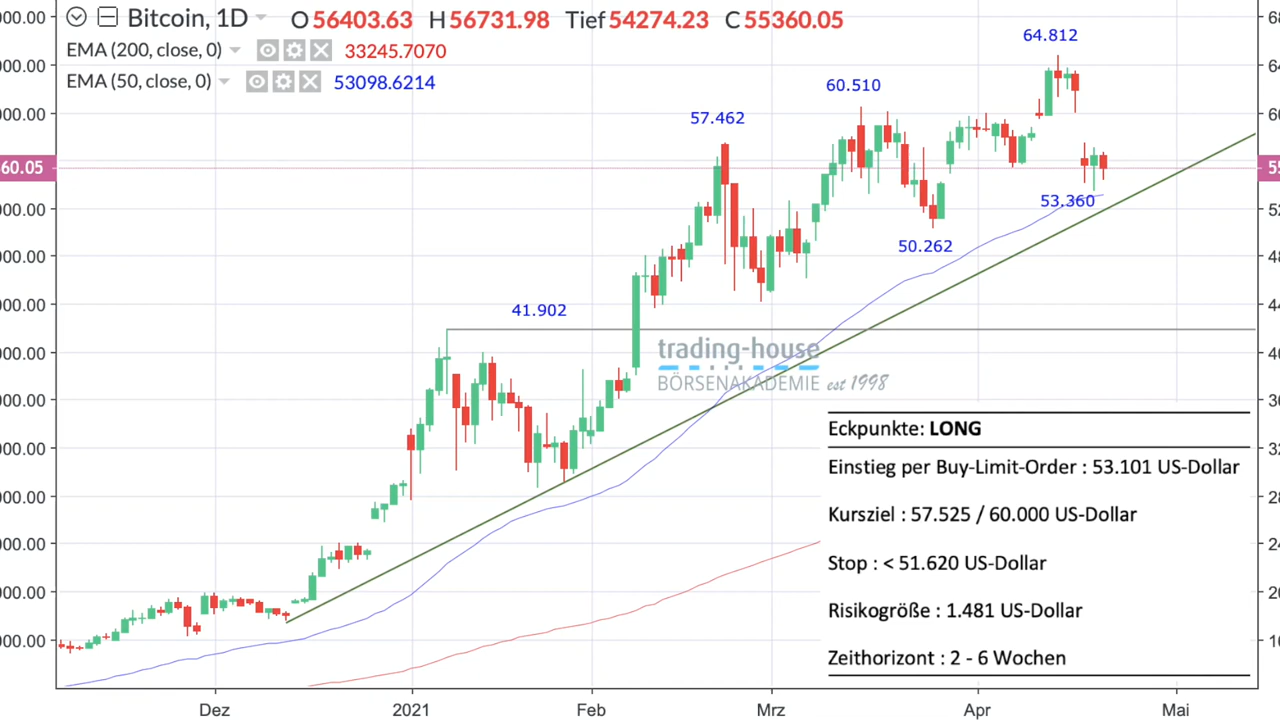 Bitcoin, 1D O 56403.63 H 56731.98 Tief 54274.23 C 55360.05
EMA (200, close, 0) 33245.7070
EMA (50, close, 0) 53098.6214
64.812
60.510
57.462
60.05
53.360
50.262
41.902
trading-house
BÖRSENAKADEMIE est 1998
Eckpunkte: LONG
Einstieg per Buy-Limit-Order : 53.101 US-Dollar
Kursziel : 57.525 / 60.000 US-Dollar
Stop : < 51.620 US-Dollar
Risikogröße : 1.481 US-Dollar
Zeithorizont : 2 - 6 Wochen
Dez 2021 Feb Mrz Apr Mai